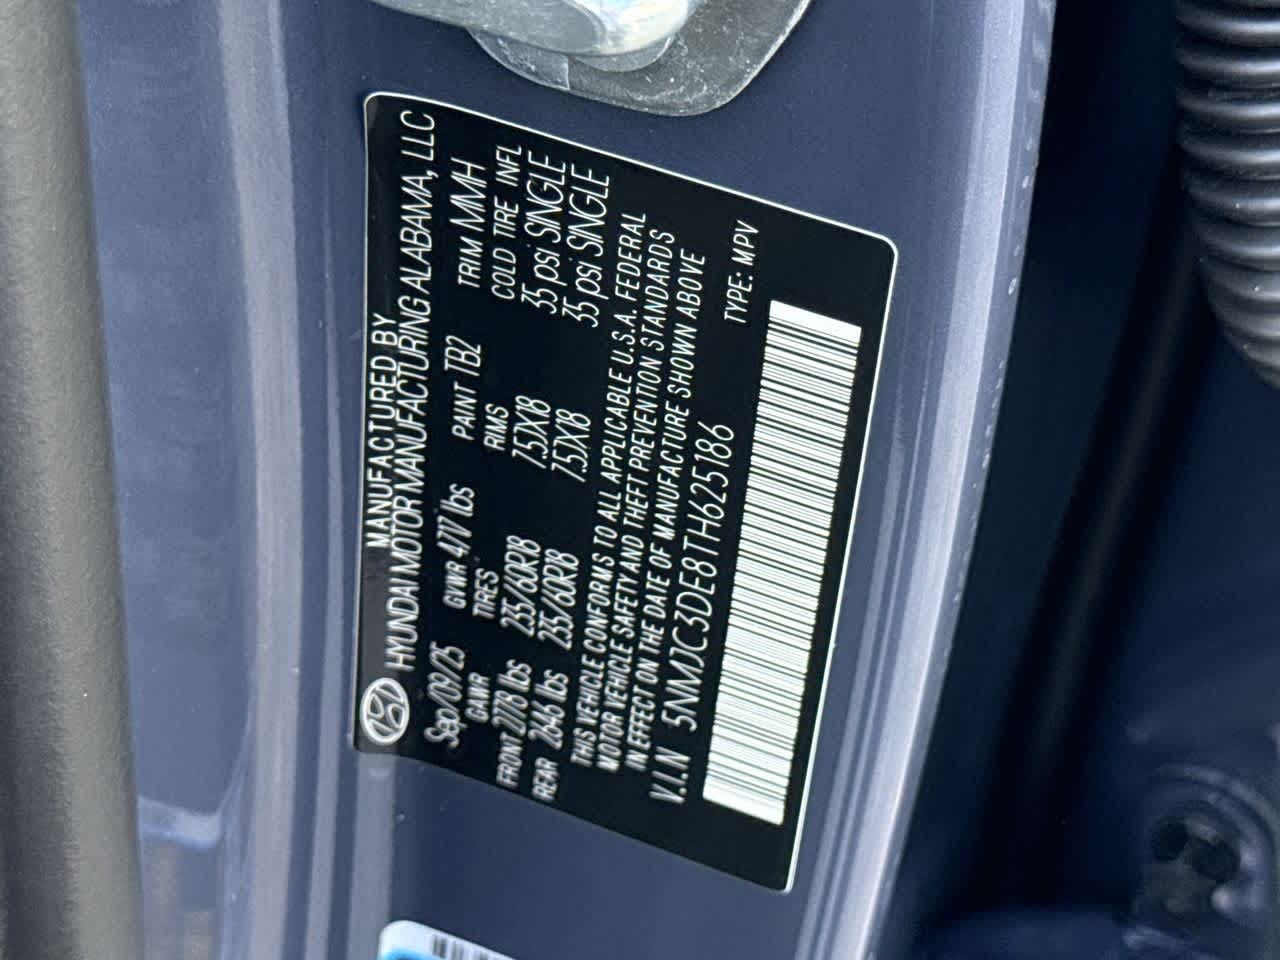 MANUFACTURED BY
HYUNDAI MOTOR MANUFACTURING ALABAMA, LLC
Sep/09/25 GVWR 4717 lbs PAINT TB2 TRIM MMH
GAWR TIRES RMS COLD TIRE INFL
FRONT 2778 lbs 235/60R18 7.5JX18 35 psi SINGLE
REAR 2646 lbs 235/60R18 7.5JX18 35 psi SINGLE
THIS VEHICLE CONFORMS TO ALL APPLICABLE U.S.A. FEDERAL
MOTOR VEHICLE SAFETY AND THEFT PREVENTION STANDARDS
IN EFFECT ON THE DATE OF MANUFACTURE SHOWN ABOVE
V.I.N 5NMJC3DE8TH625186 TYPE: MPV